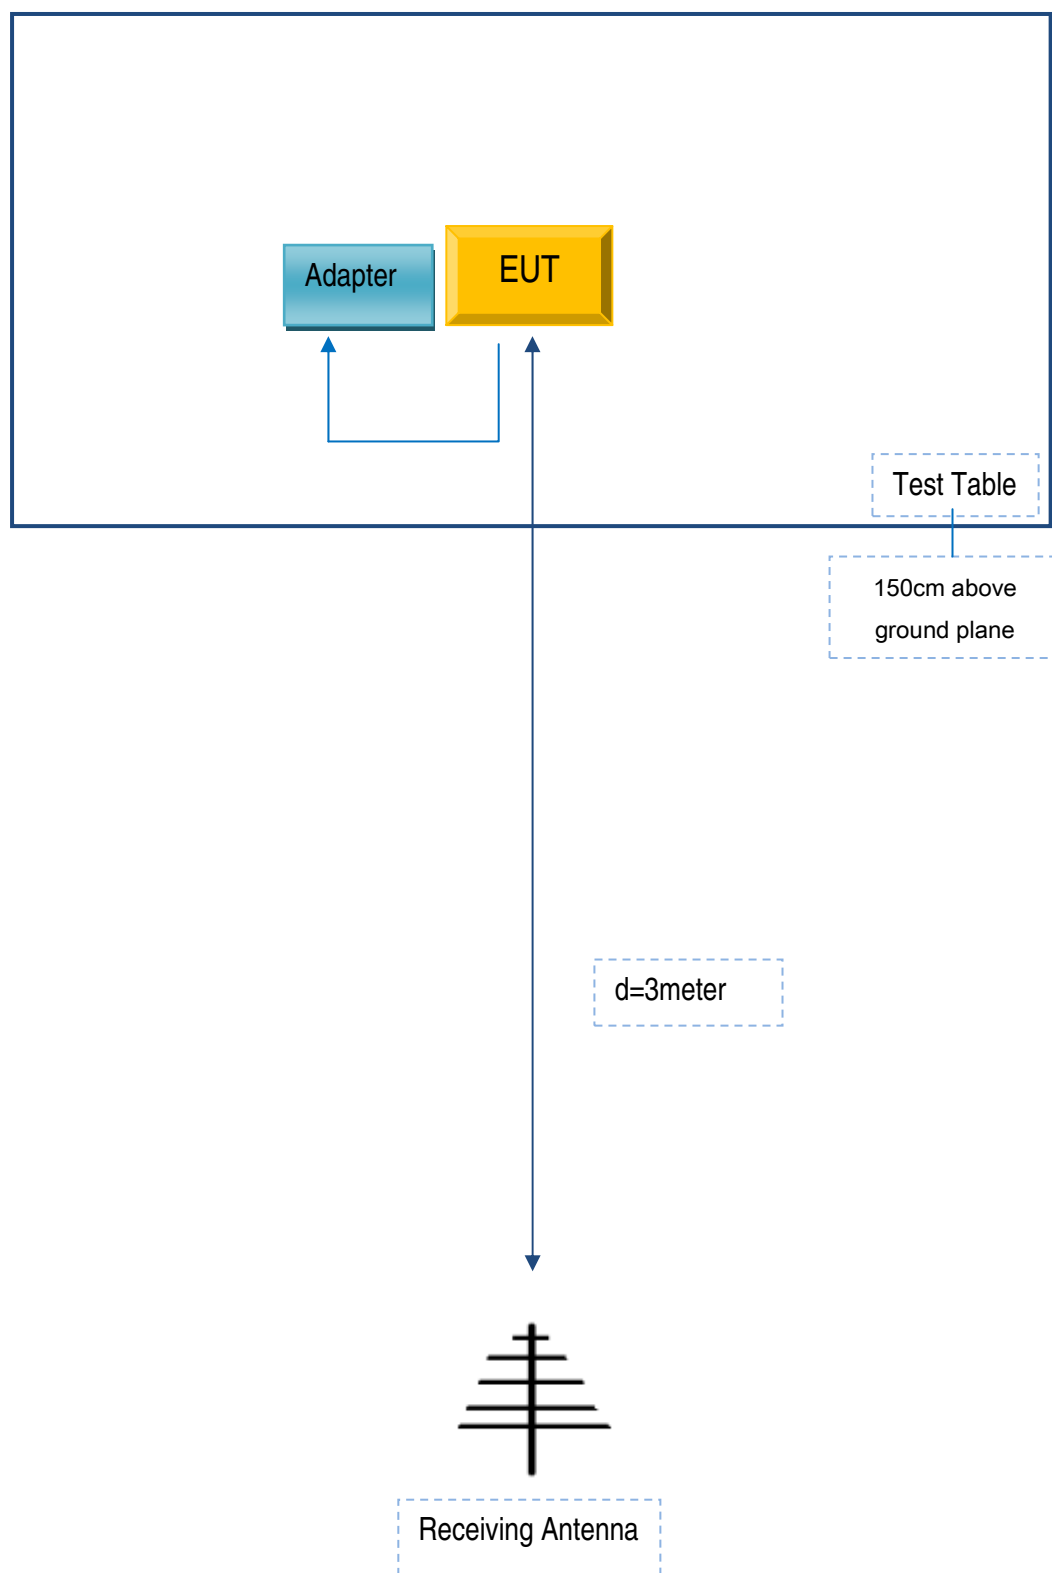 Adapter
EUT
Test Table
150cm above
ground plane
d=3meter
Receiving Antenna